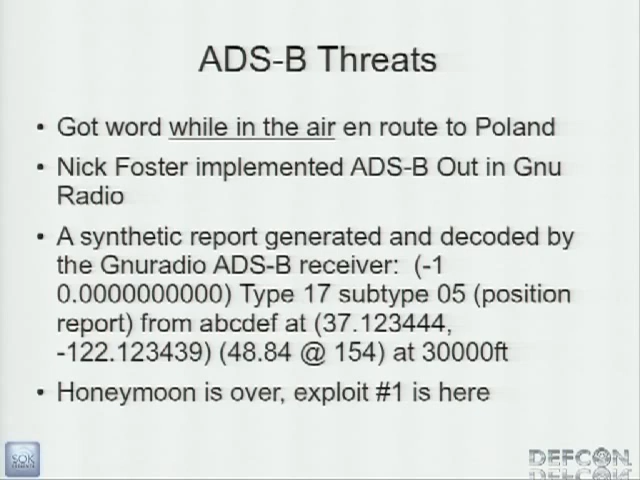 ADS-B Threats
• Got word while in the air en route to Poland
• Nick Foster implemented ADS-B Out in Gnu
Radio
• A synthetic report generated and decoded by
the Gnuradio ADS-B receiver: (-1
0.0000000000) Type 17 subtype 05 (position
report) from abcdef at (37.123444,
-122.123439) (48.84 @ 154) at 30000ft
• Honeymoon is over, exploit #1 is here
SOK
DEFCON